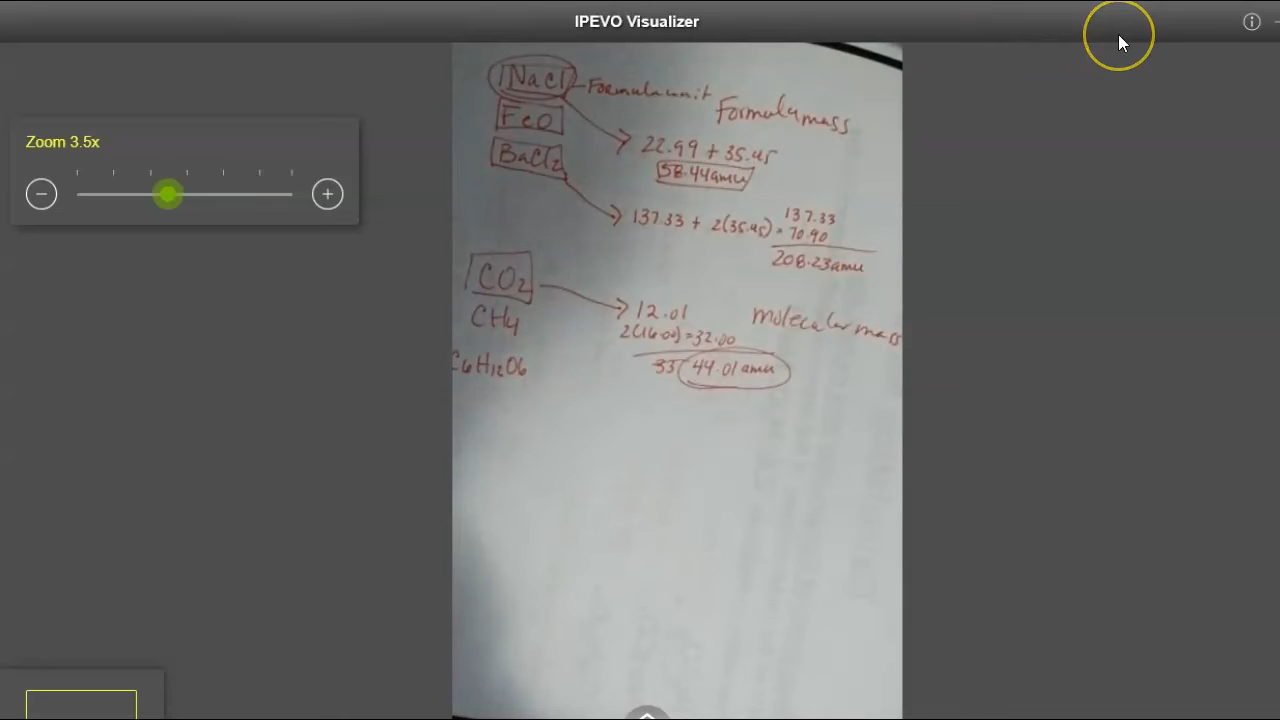 IPEVO Visualizer
Zoom 3.5x
NaCl - Formula unit
Formula mass
FeO
22.99 + 35.45
58.44amu
BaCl2
137.33 + 2(35.45) = 137.33
70.90
208.23amu
CO2
12.01
molecular mass
CH4
2(16.00) = 32.00
C6H12O6
33 44.01 amu